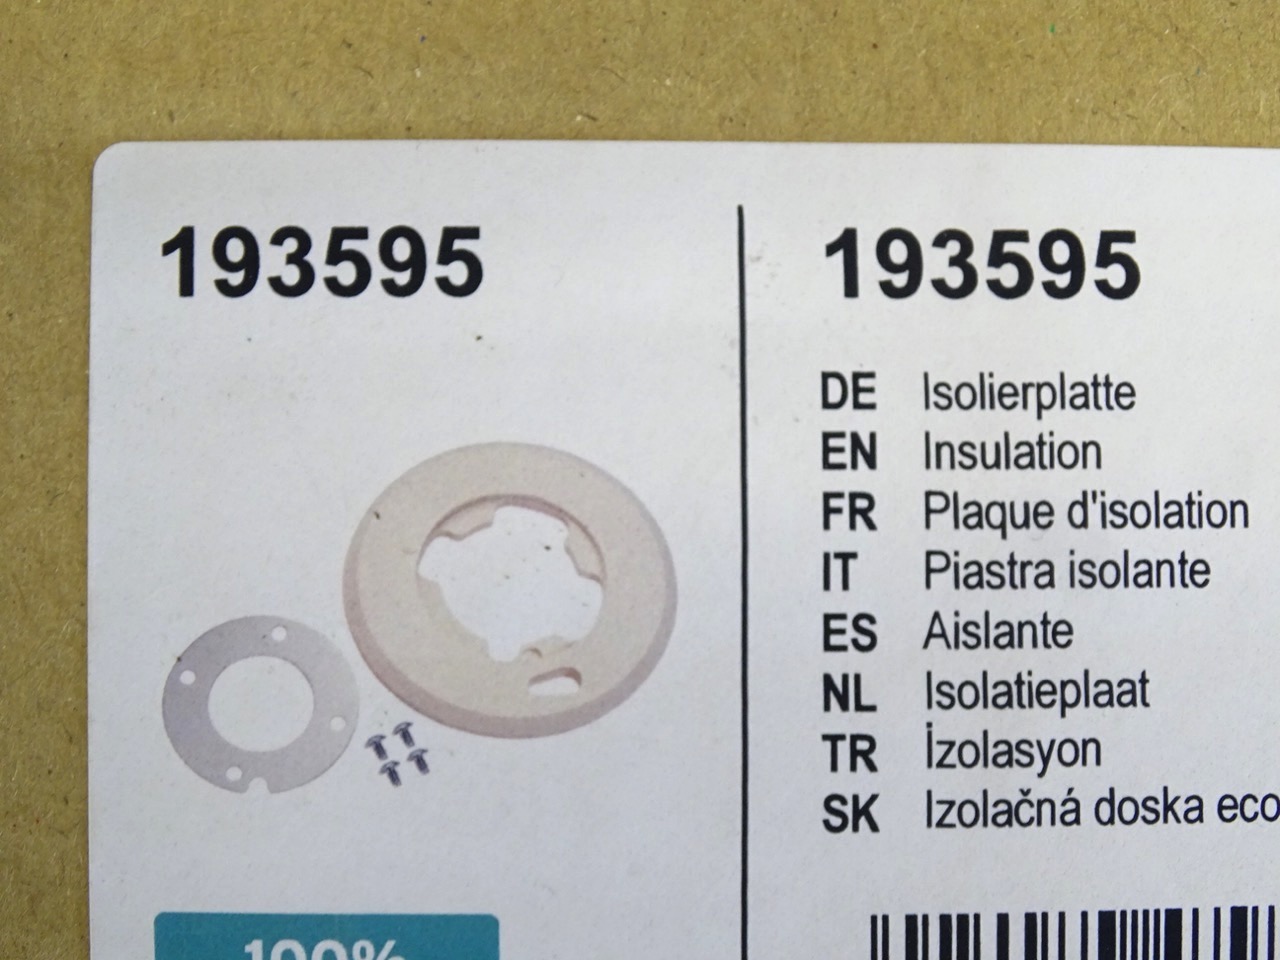 193595
100%
193595
DE Isolierplatte
EN Insulation
FR Plaque d'isolation
IT Piastra isolante
ES Aislante
NL Isolatieplaat
TR İzolasyon
SK Izolačná doska eco